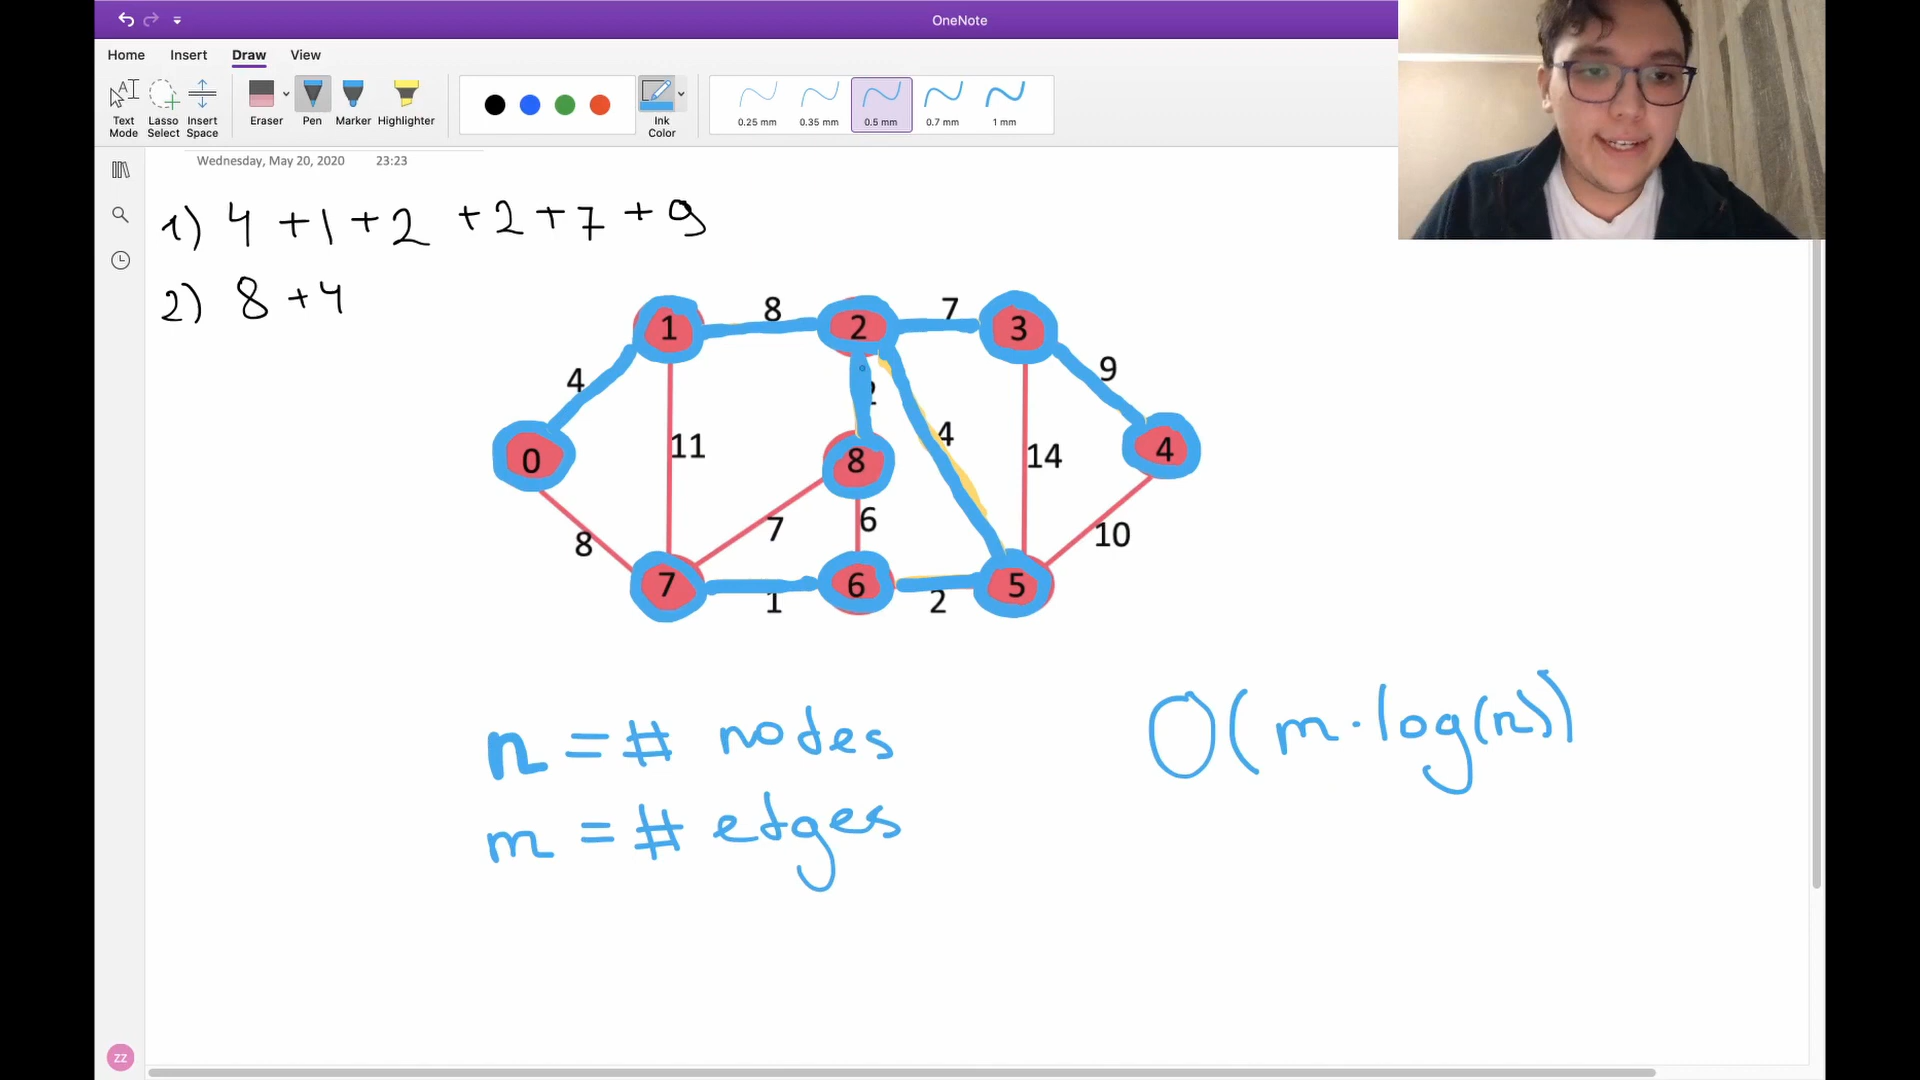 OneNote
Home Insert Draw View
Text Mode Lasso Select Insert Space Eraser Pen Marker Highlighter Ink Color 0.25 mm 0.35 mm 0.5 mm 0.7 mm 1 mm
Wednesday, May 20, 2020 23:23
1) 4 +1 +2 +2 +7 +9
2) 8 +4
8 7
1 2 3
4 9
4
11 14
0 8 4
6
7 10
8
7 6 5
1 2
n = # nodes
O(m·log(n))
m = # edges
ZZ